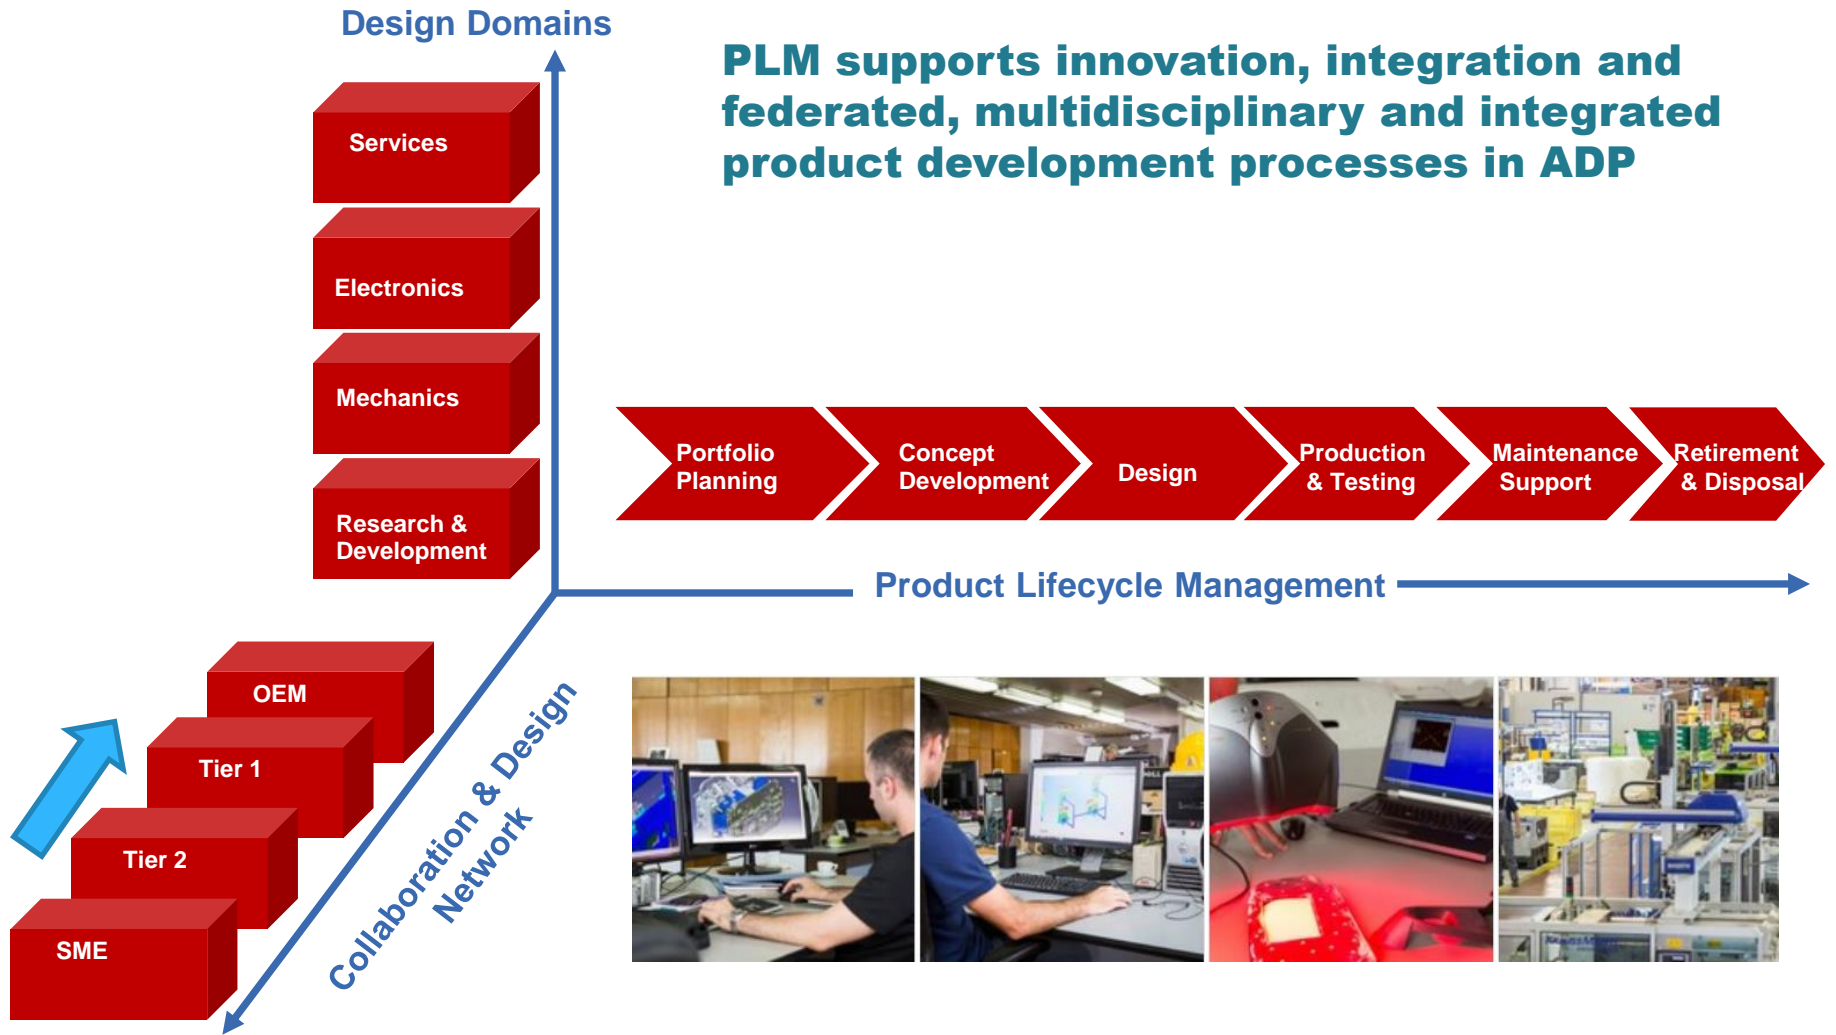 Design Domains
PLM supports innovation, integration and
federated, multidisciplinary and integrated
product development processes in ADP
Services
Electronics
Mechanics
Research &
Development
Portfolio
Planning
Concept
Development
Design
Production
& Testing
Maintenance
Support
Retirement
& Disposal
Product Lifecycle Management
OEM
Tier 1
Tier 2
SME
Collaboration & Design
Network